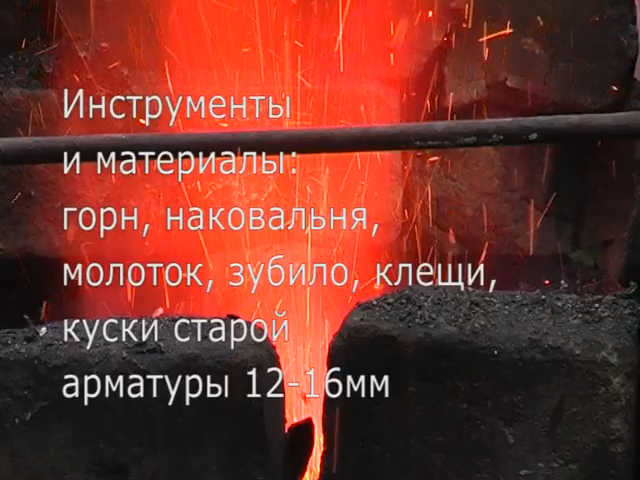 Инструменты
и материалы:
горн, наковальня,
молоток, зубило, клещи,
куски старой
арматуры 12-16мм